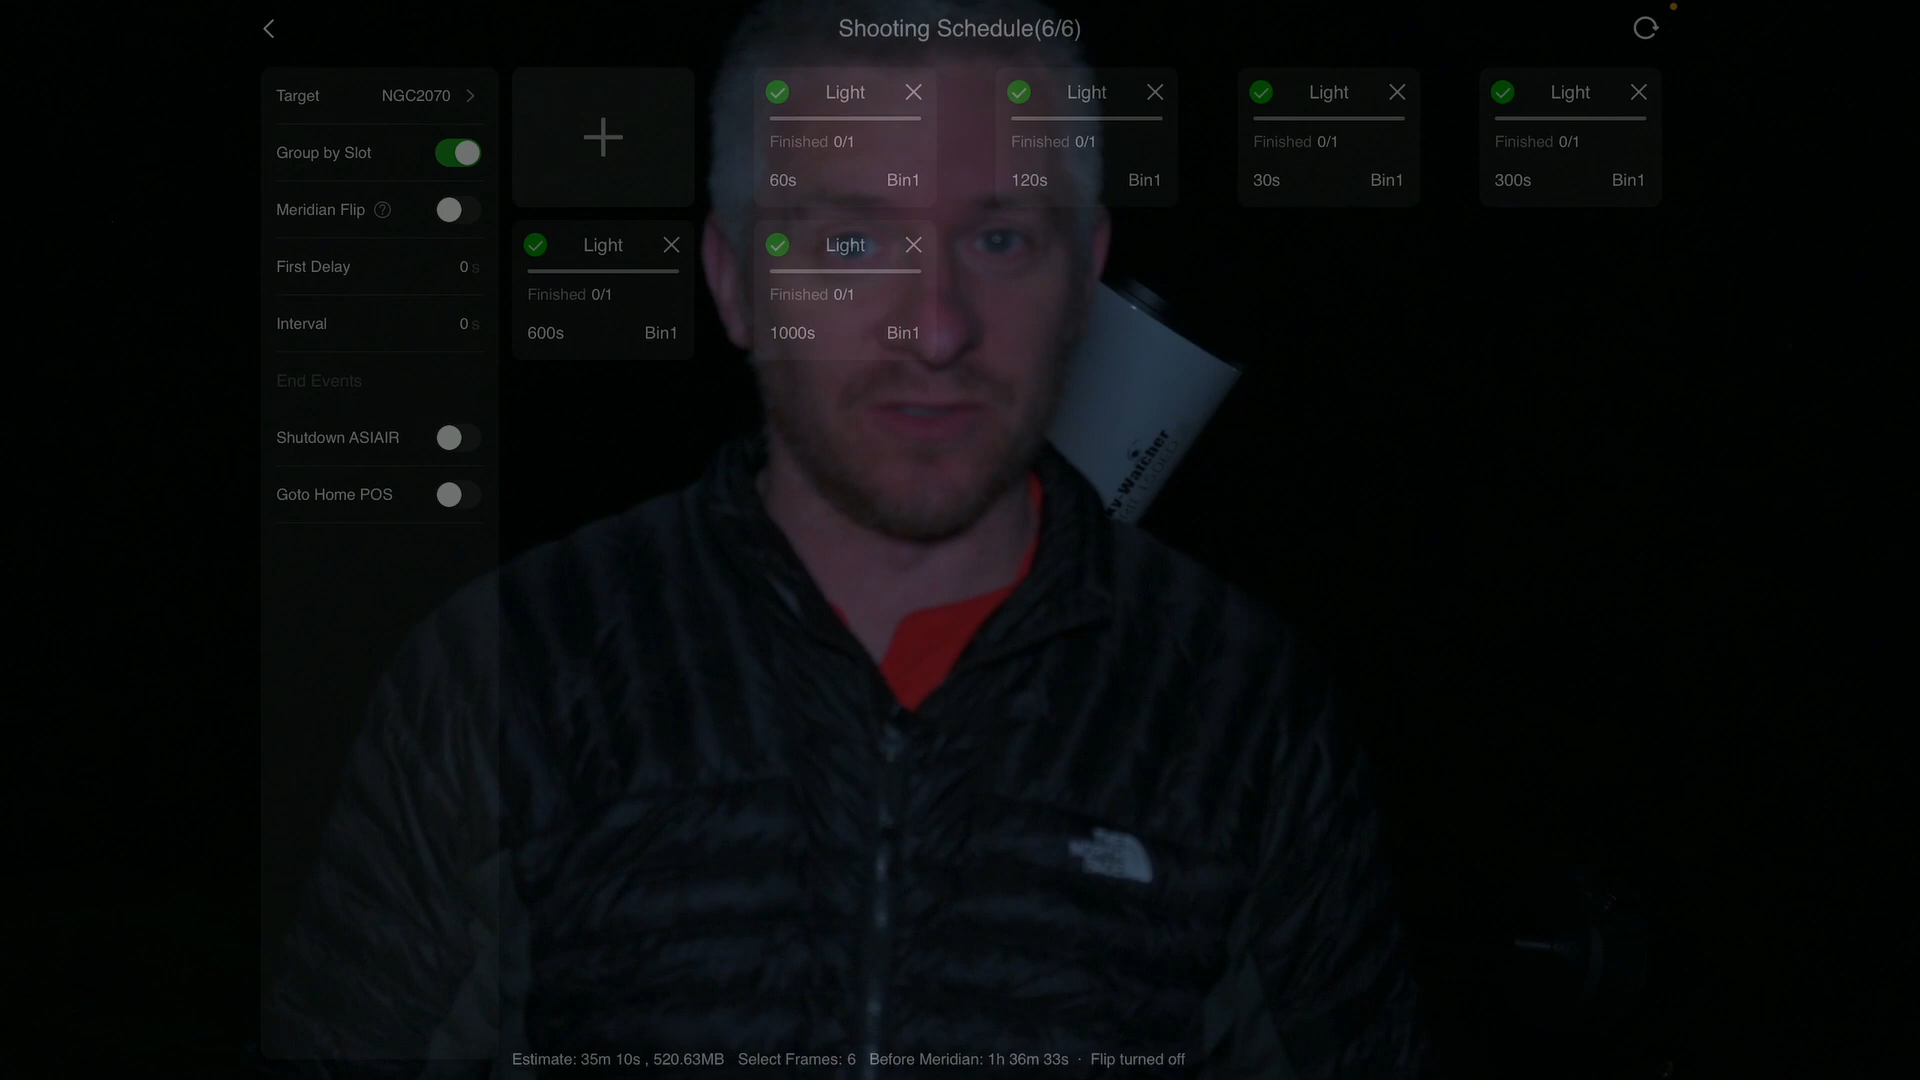 Shooting Schedule(6/6)
Target NGC2070
Group by Slot
Meridian Flip ?
First Delay 0 s
Interval 0 s
End Events
Shutdown ASIAIR
Goto Home POS
Light
Finished 0/1
60s Bin1
Light
Finished 0/1
120s Bin1
Light
Finished 0/1
30s Bin1
Light
Finished 0/1
300s Bin1
Light
Finished 0/1
600s Bin1
Light
Finished 0/1
1000s Bin1
Sky-Watcher
Estimate: 35m 10s , 520.63MB Select Frames: 6 Before Meridian: 1h 36m 33s · Flip turned off